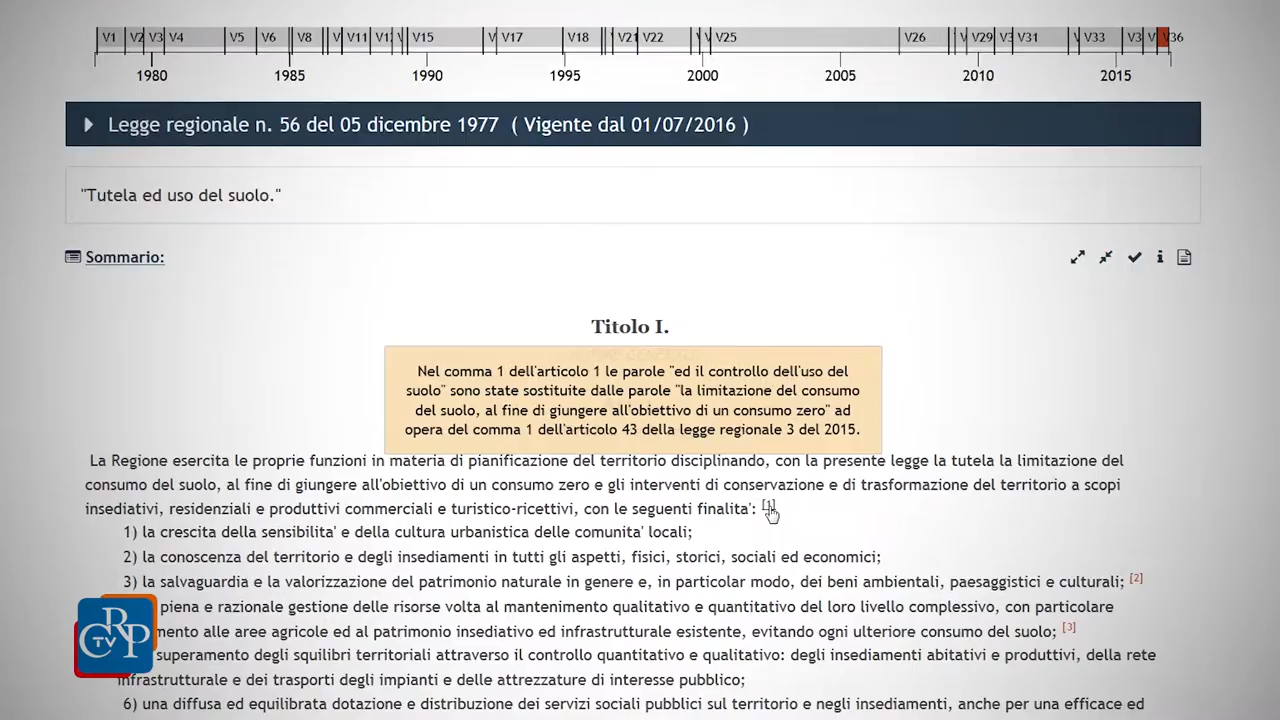 V1 V2 V3 V4 V5 V6 V8 V11 V15 V17 V18 V21 V22 V25 V26 V29 V31 V33 V36
1980 1985 1990 1995 2000 2005 2010 2015
Legge regionale n. 56 del 05 dicembre 1977 ( Vigente dal 01/07/2016 )
"Tutela ed uso del suolo."
Sommario:
Titolo I.
Nel comma 1 dell'articolo 1 le parole "ed il controllo dell'uso del
suolo" sono state sostituite dalle parole "la limitazione del consumo
del suolo, al fine di giungere all'obiettivo di un consumo zero" ad
opera del comma 1 dell'articolo 43 della legge regionale 3 del 2015.
La Regione esercita le proprie funzioni in materia di pianificazione del territorio disciplinando, con la presente legge la tutela la limitazione del
consumo del suolo, al fine di giungere all'obiettivo di un consumo zero e gli interventi di conservazione e di trasformazione del territorio a scopi
insediativi, residenziali e produttivi commerciali e turistico-ricettivi, con le seguenti finalita': [1]
1) la crescita della sensibilita' e della cultura urbanistica delle comunita' locali;
2) la conoscenza del territorio e degli insediamenti in tutti gli aspetti, fisici, storici, sociali ed economici;
3) la salvaguardia e la valorizzazione del patrimonio naturale in genere e, in particolar modo, dei beni ambientali, paesaggistici e culturali; [2]
piena e razionale gestione delle risorse volta al mantenimento qualitativo e quantitativo del loro livello complessivo, con particolare
mento alle aree agricole ed al patrimonio insediativo ed infrastrutturale esistente, evitando ogni ulteriore consumo del suolo; [3]
superamento degli squilibri territoriali attraverso il controllo quantitativo e qualitativo: degli insediamenti abitativi e produttivi, della rete
infrastrutturale e dei trasporti degli impianti e delle attrezzature di interesse pubblico;
6) una diffusa ed equilibrata dotazione e distribuzione dei servizi sociali pubblici sul territorio e negli insediamenti, anche per una efficace ed
CRP
TV